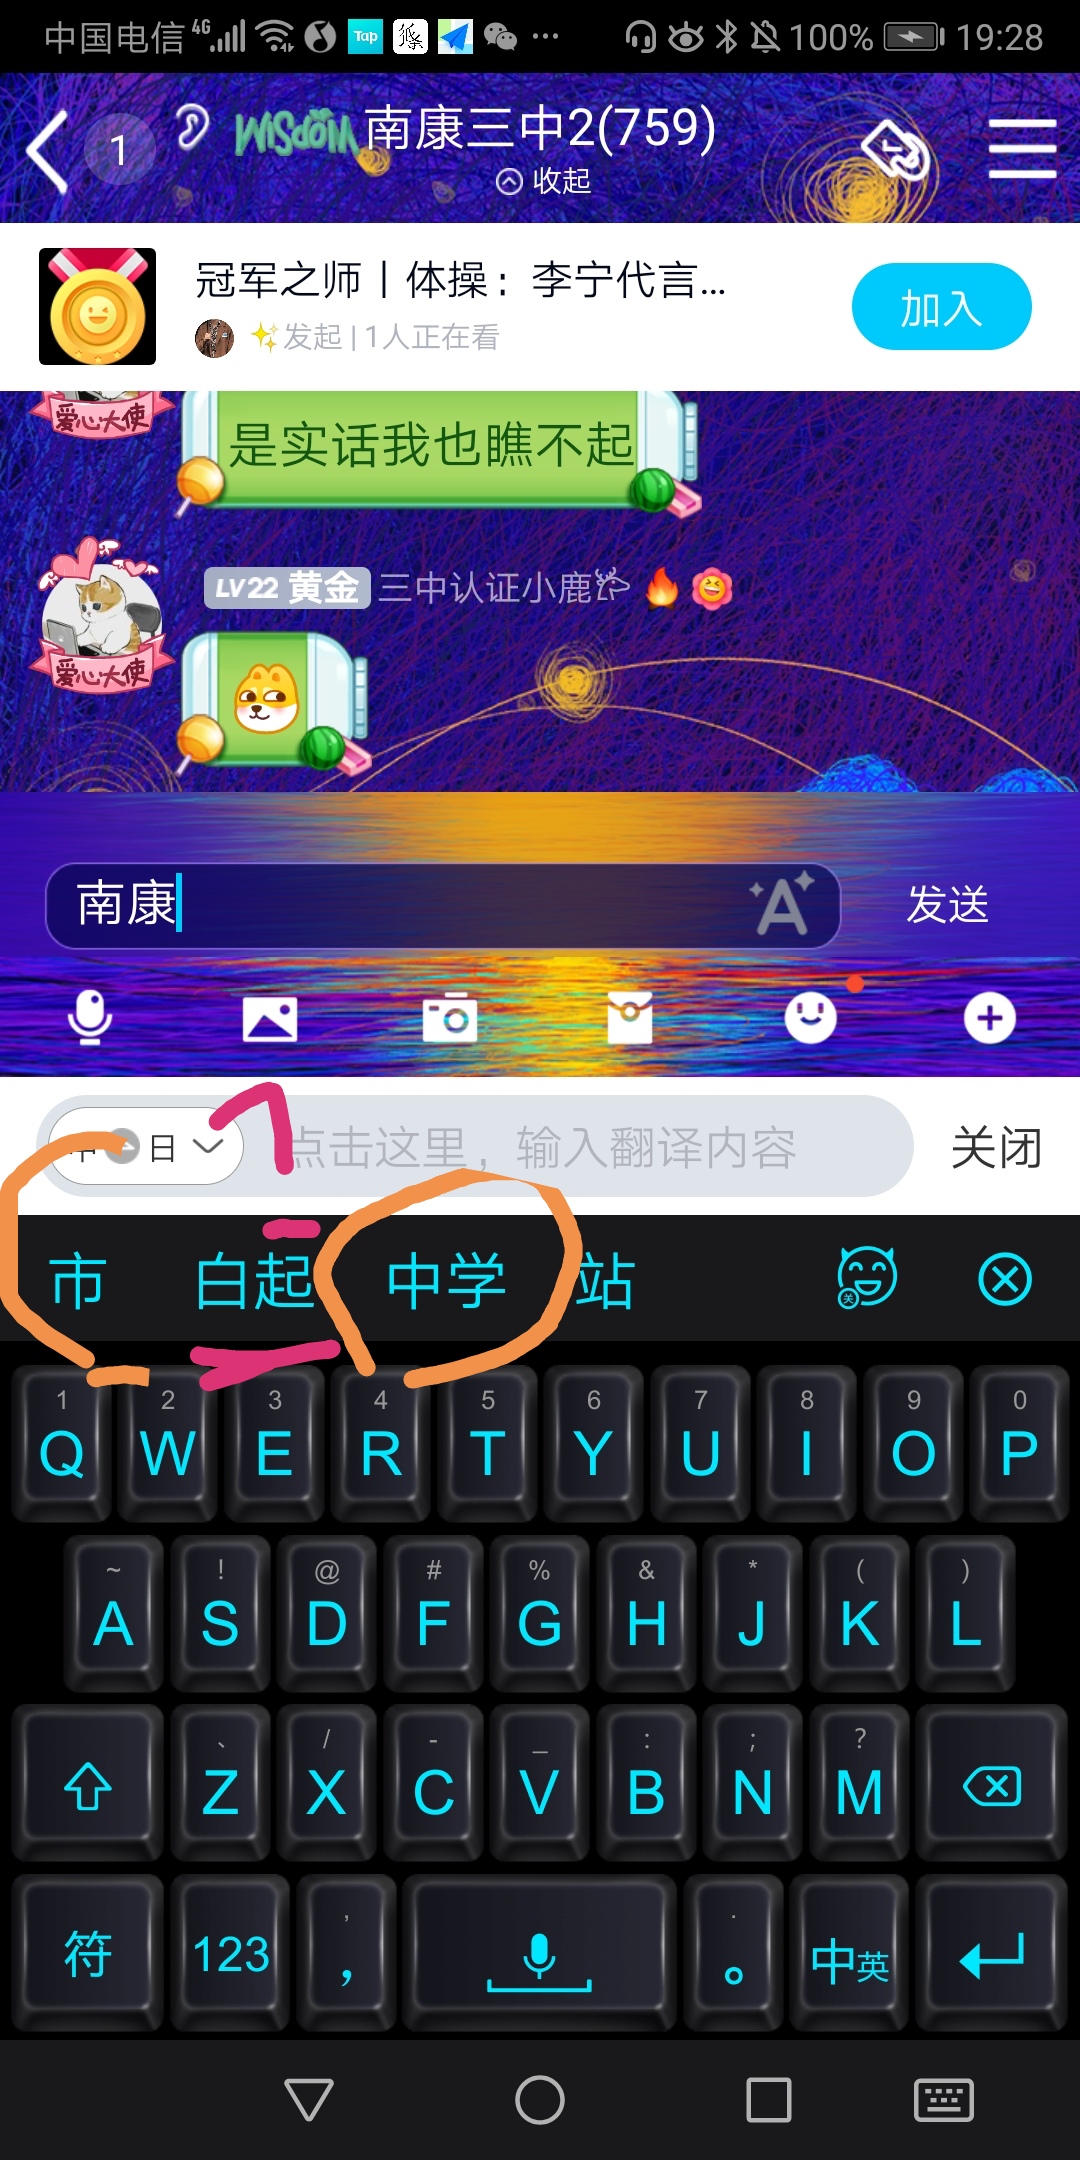 中国电信 4G Tap 100% 19:28
1 WISdOM 南康三中2(759)
收起
冠军之师丨体操：李宁代言...
发起 | 1人正在看
加入
爱心大使
是实话我也瞧不起
LV22 黄金 三中认证小鹿
爱心大使
南康
发送
日 点击这里，输入翻译内容 关闭
市 白起 中学 站
关
1 2 3 4 5 6 7 8 9 0
Q W E R T Y U I O P
~ ! @ # % & * ( )
A S D F G H J K L
、 / - _ : ; ?
Z X C V B N M
符 123 ， 。 中英